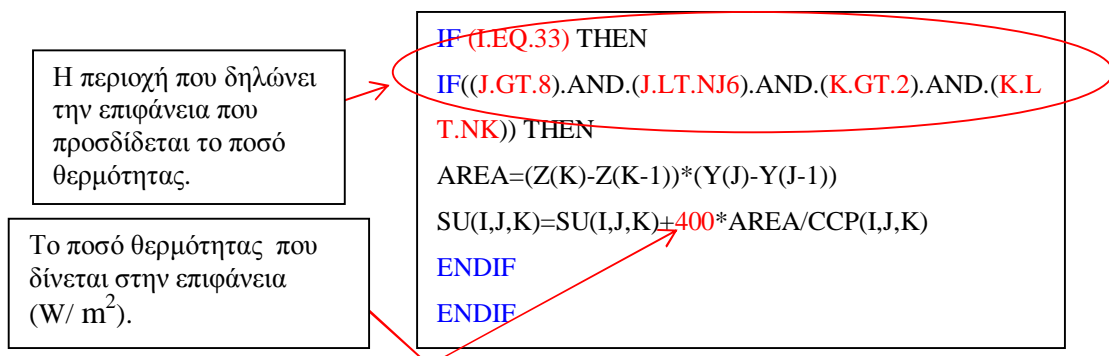 Η περιοχή που δηλώνει
την επιφάνεια που
προσδίδεται το ποσό
θερμότητας.
Το ποσό θερμότητας που
δίνεται στην επιφάνεια
(W/ m²).
IF (I.EQ.33) THEN
IF((J.GT.8).AND.(J.LT.NJ6).AND.(K.GT.2).AND.(K.L
T.NK)) THEN
AREA=(Z(K)-Z(K-1))*(Y(J)-Y(J-1))
SU(I,J,K)=SU(I,J,K)+400*AREA/CCP(I,J,K)
ENDIF
ENDIF